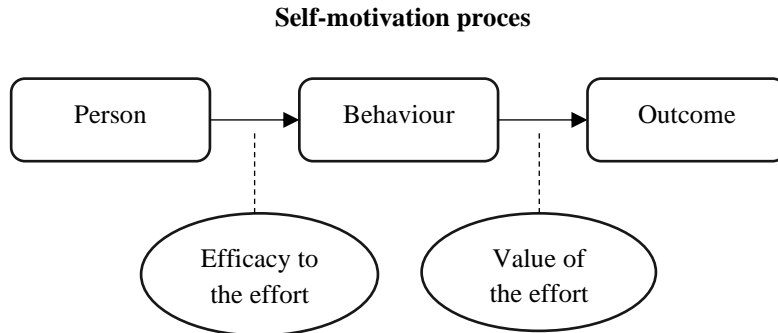 Self-motivation proces
Person
Behaviour
Outcome
Efficacy to
the effort
Value of
the effort